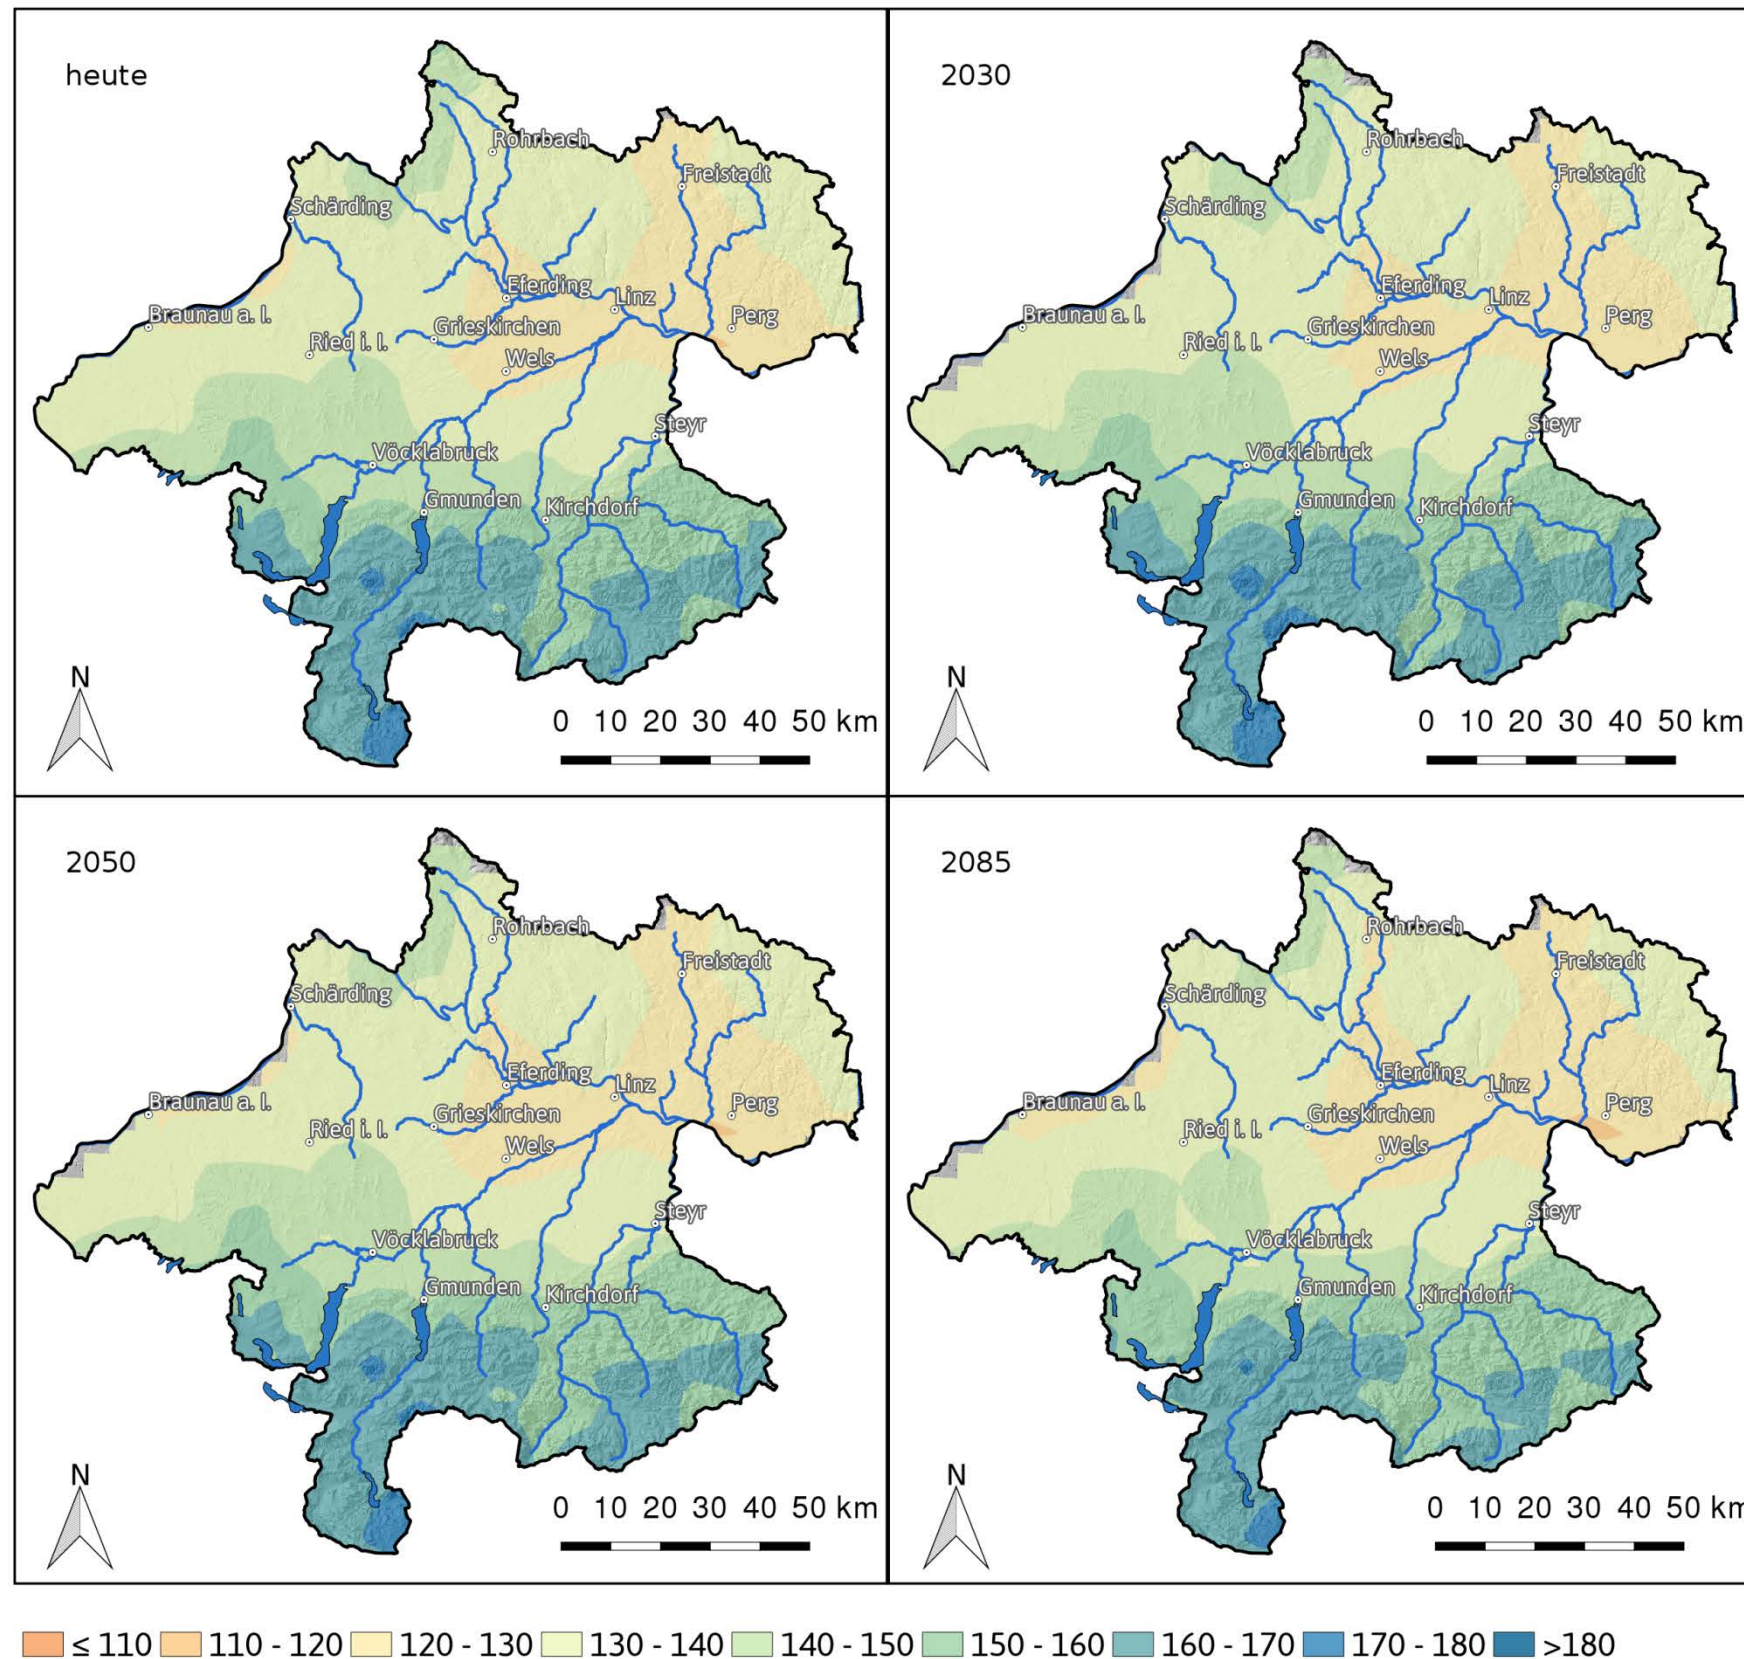 heute
Rohrbach
Freistadt
Schärding
Eferding
Linz
Braunau a. I.
Perg
Grieskirchen
Ried i. I.
Wels
Steyr
Vöcklabruck
Gmunden
Kirchdorf
N
0 10 20 30 40 50 km
2030
Rohrbach
Freistadt
Schärding
Eferding
Linz
Braunau a. I.
Perg
Grieskirchen
Ried i. I.
Wels
Steyr
Vöcklabruck
Gmunden
Kirchdorf
N
0 10 20 30 40 50 km
2050
Rohrbach
Freistadt
Schärding
Eferding
Linz
Braunau a. I.
Perg
Grieskirchen
Ried i. I.
Wels
Steyr
Vöcklabruck
Gmunden
Kirchdorf
N
0 10 20 30 40 50 km
2085
Rohrbach
Freistadt
Schärding
Eferding
Linz
Braunau a. I.
Perg
Grieskirchen
Ried i. I.
Wels
Steyr
Vöcklabruck
Gmunden
Kirchdorf
N
0 10 20 30 40 50 km
≤ 110 110 - 120 120 - 130 130 - 140 140 - 150 150 - 160 160 - 170 170 - 180 >180